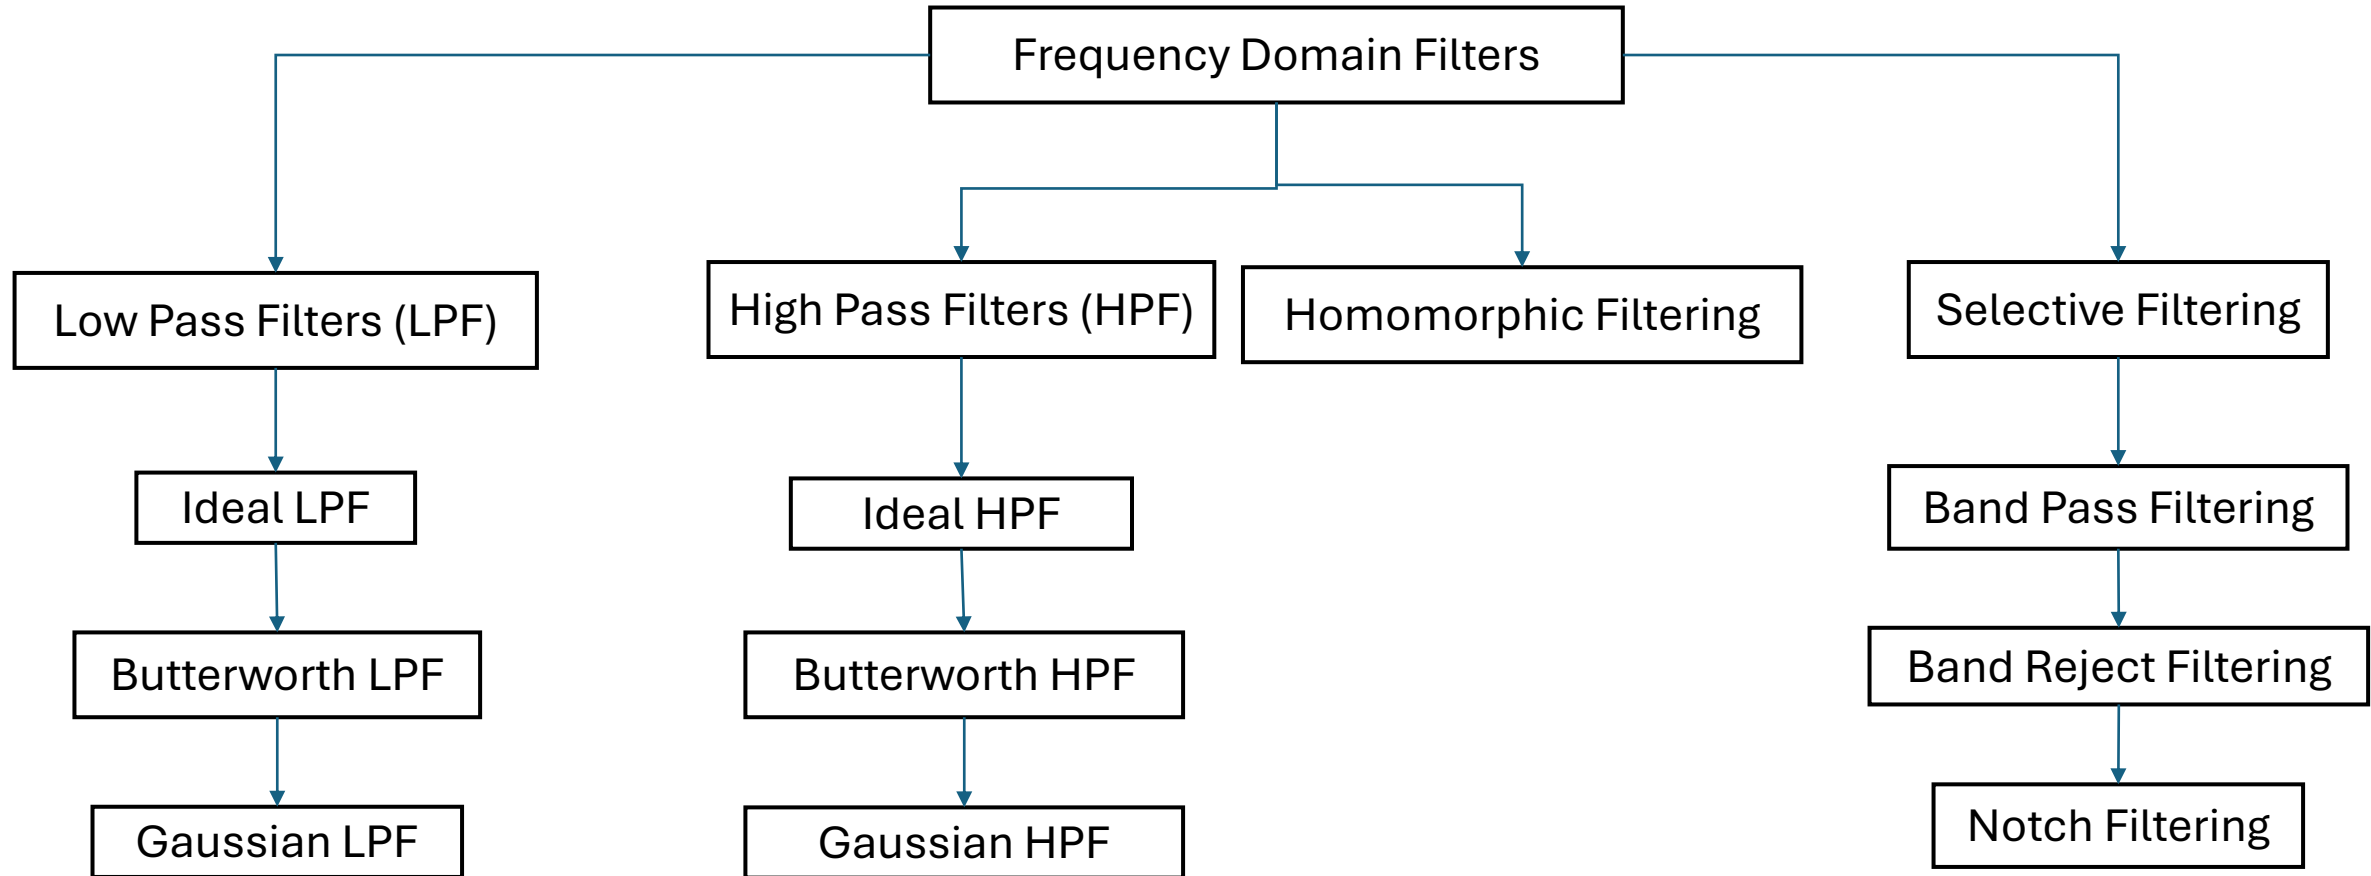 Frequency Domain Filters
Low Pass Filters (LPF)
High Pass Filters (HPF)
Homomorphic Filtering
Selective Filtering
Ideal LPF
Ideal HPF
Band Pass Filtering
Butterworth LPF
Butterworth HPF
Band Reject Filtering
Gaussian LPF
Gaussian HPF
Notch Filtering